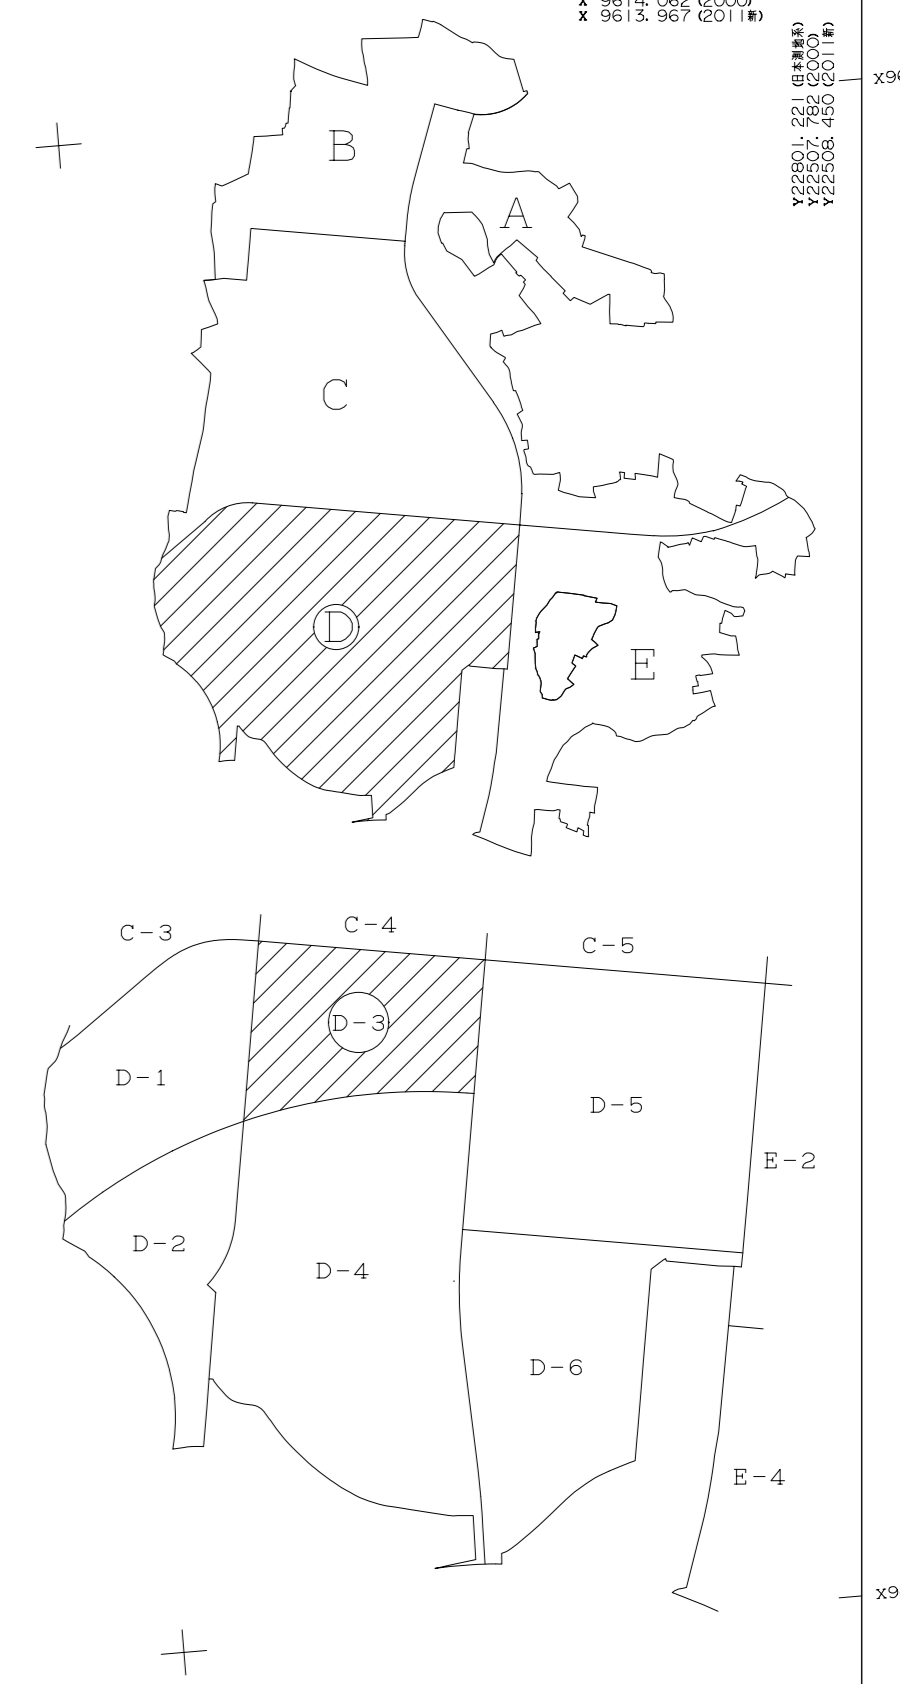 X 9614. 062 (2000)
X 9613. 967 (2011新)
Y22801. 221 (日本測地系)
Y22507. 782 (2000)
Y22508. 450 (2011新)
X96
B
A
C
D
E
C-3
C-4
C-5
D-3
D-1
D-5
E-2
D-2
D-4
D-6
E-4
X9